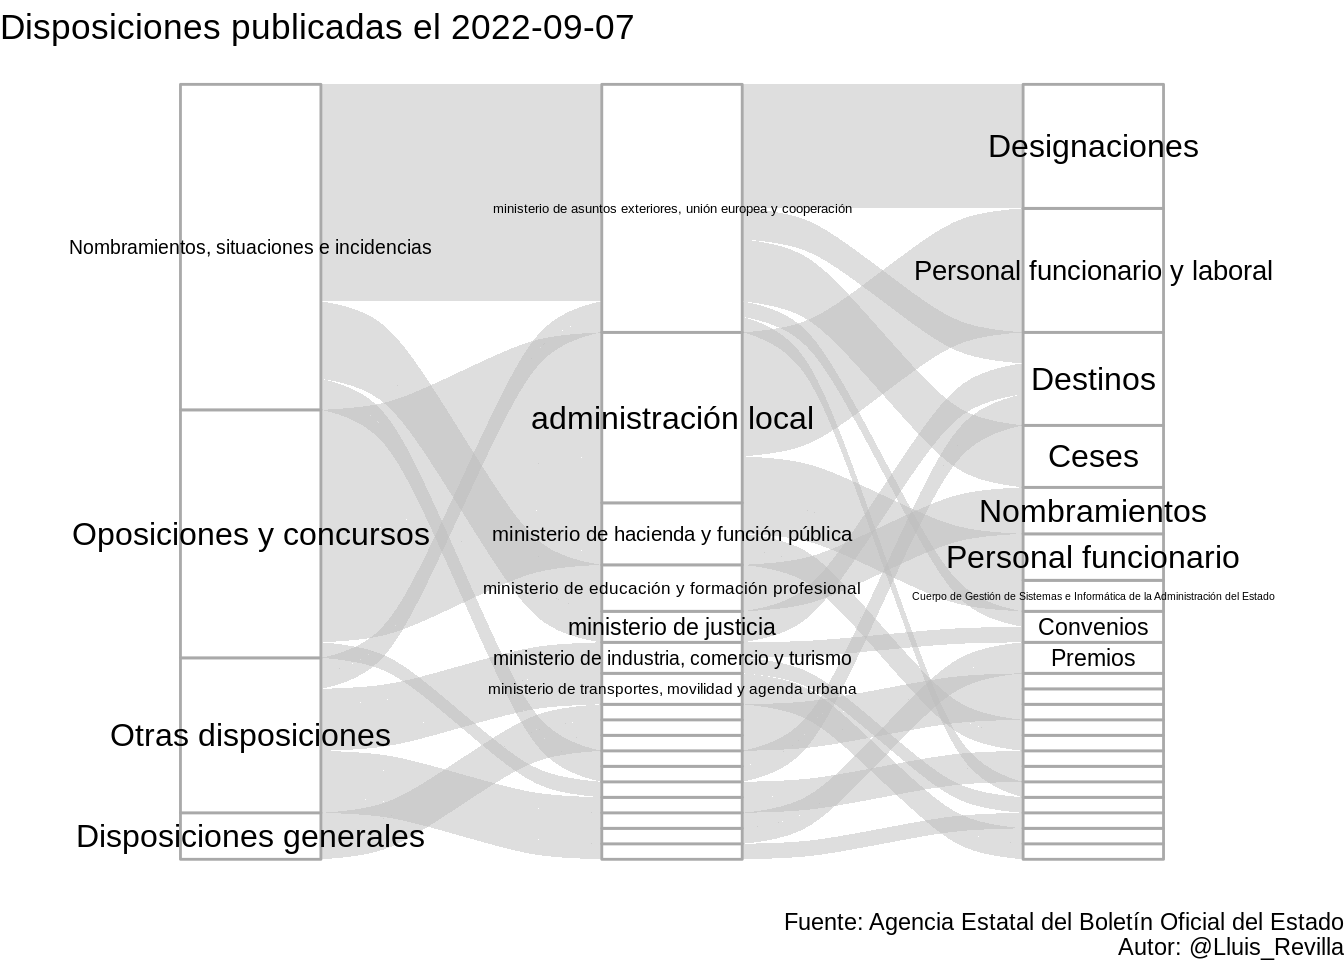 Disposiciones publicadas el 2022-09-07
Nombramientos, situaciones e incidencias
Oposiciones y concursos
Otras disposiciones
Disposiciones generales
ministerio de asuntos exteriores, unión europea y cooperación
administración local
ministerio de hacienda y función pública
ministerio de educación y formación profesional
ministerio de justicia
ministerio de industria, comercio y turismo
ministerio de transportes, movilidad y agenda urbana
Designaciones
Personal funcionario y laboral
Destinos
Ceses
Nombramientos
Personal funcionario
Cuerpo de Gestión de Sistemas e Informática de la Administración del Estado
Convenios
Premios
Fuente: Agencia Estatal del Boletín Oficial del Estado
Autor: @Lluis_Revilla